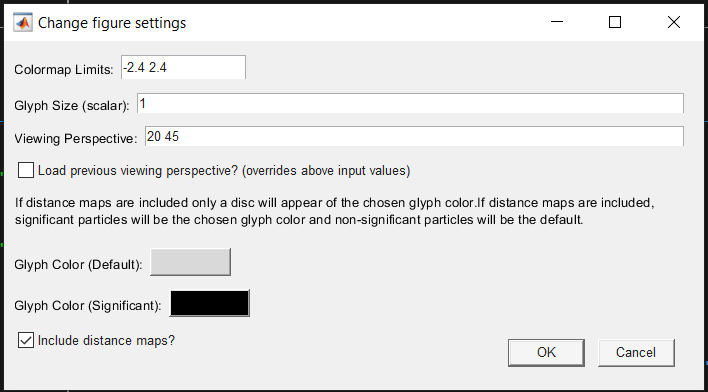 Change figure settings
Colormap Limits: -2.4 2.4
Glyph Size (scalar): 1
Viewing Perspective: 20 45
Load previous viewing perspective? (overrides above input values)
If distance maps are included only a disc will appear of the chosen glyph color.If distance maps are included,
significant particles will be the chosen glyph color and non-significant particles will be the default.
Glyph Color (Default):
Glyph Color (Significant):
Include distance maps?
OK Cancel